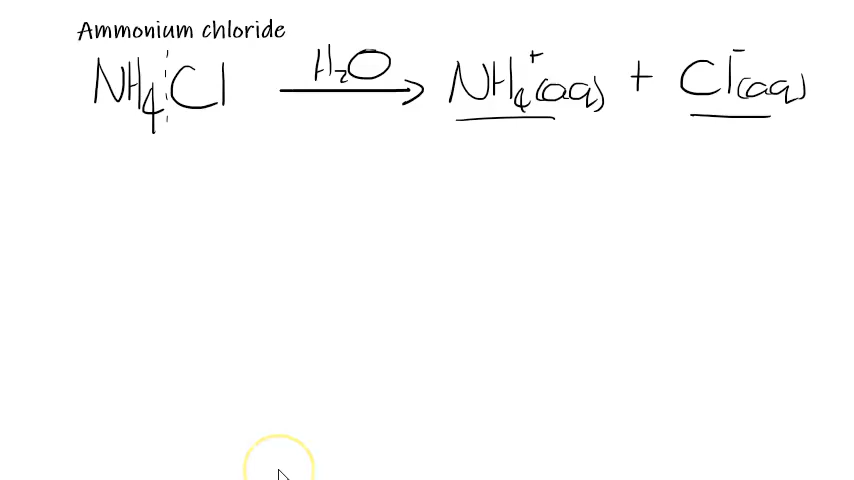 Ammonium chloride
NH₄Cl H₂O → NH₄⁺(aq) + Cl⁻(aq)